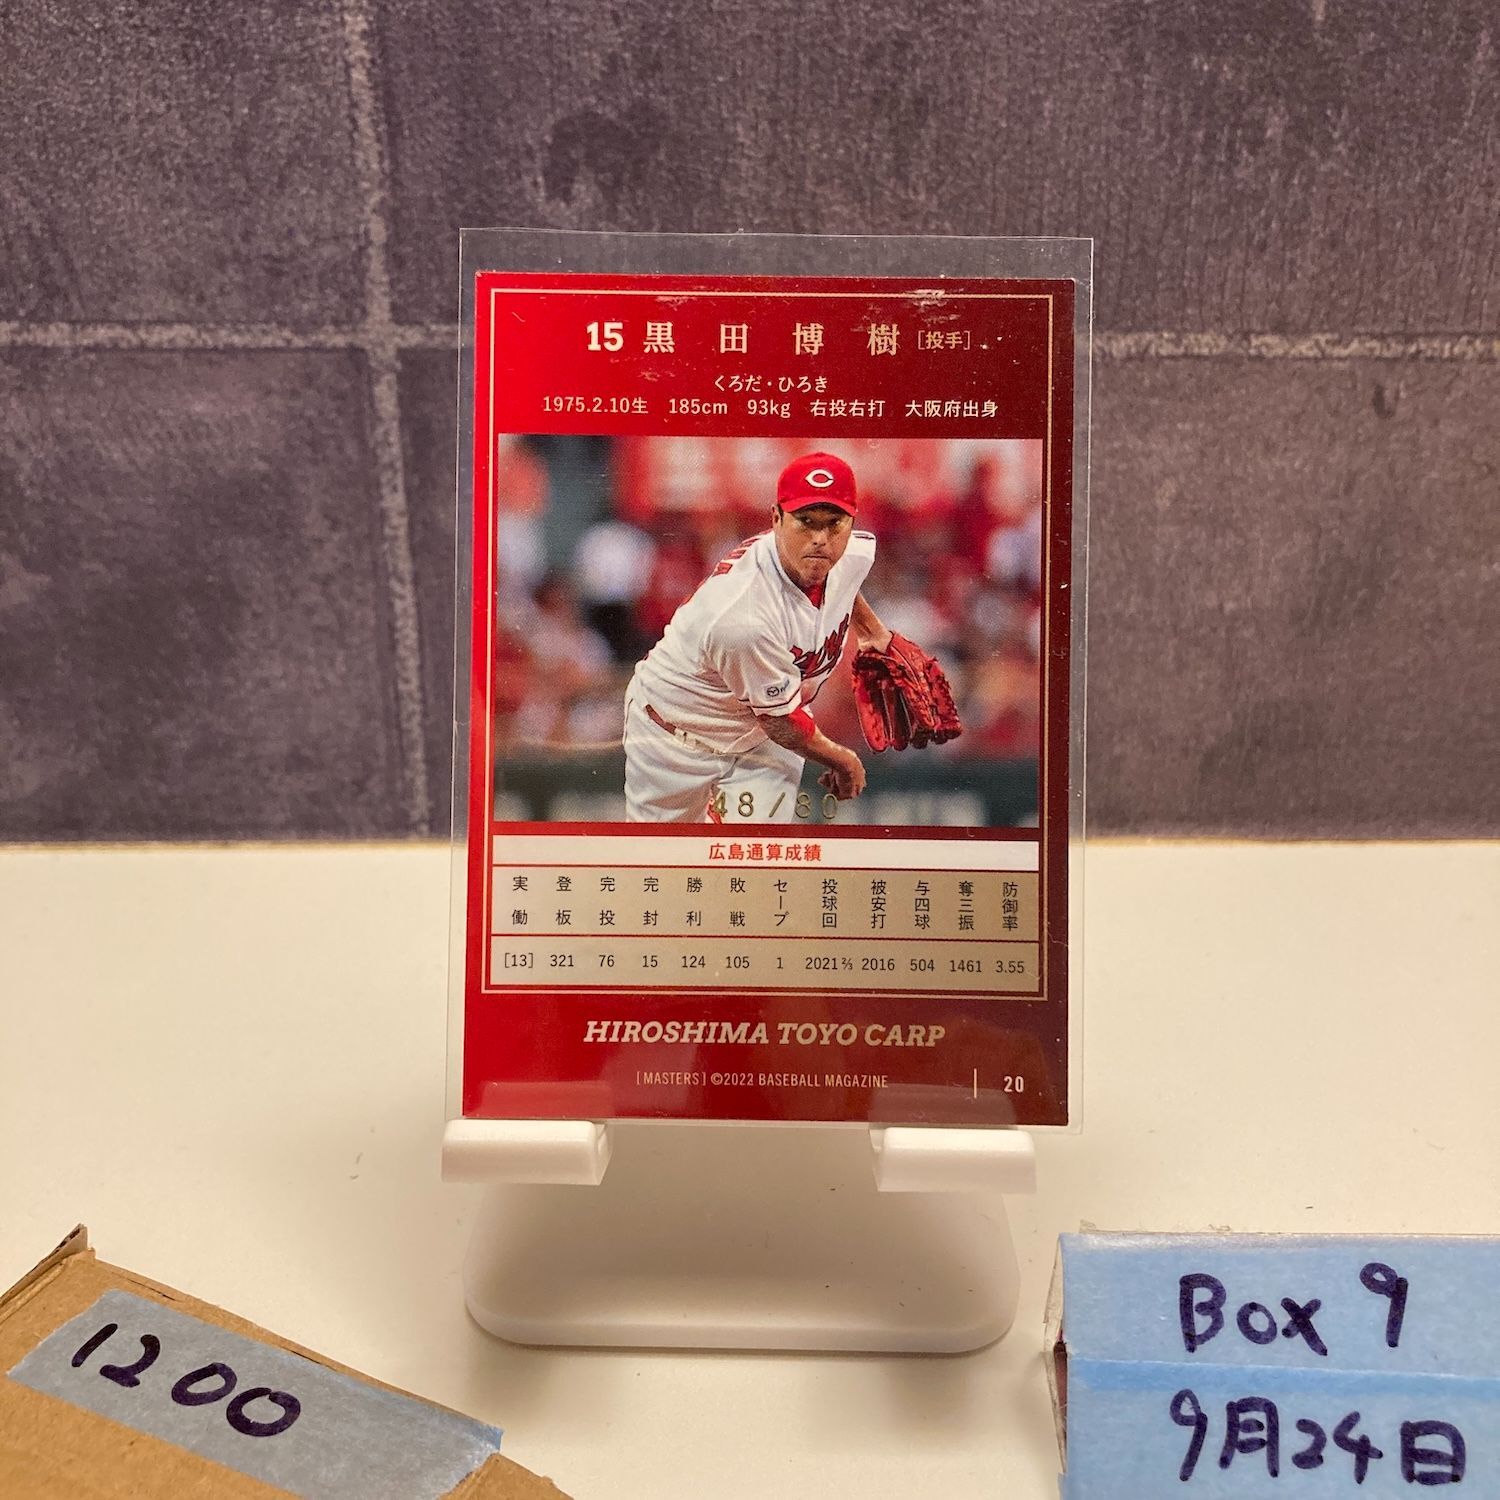 15 黒田博樹 [投手]
くろだ・ひろき
1975.2.10生 185cm 93kg 右投右打 大阪府出身
C
48/80
広島通算成績
実働 登板 完投 完封 勝利 敗戦 セーブ 投球回 被安打 与四球 奪三振 防御率
[13] 321 76 15 124 105 1 2021 ⅔ 2016 504 1461 3.55
HIROSHIMA TOYO CARP
[MASTERS] ©2022 BASEBALL MAGAZINE 20
1200
Box 9
9月24日